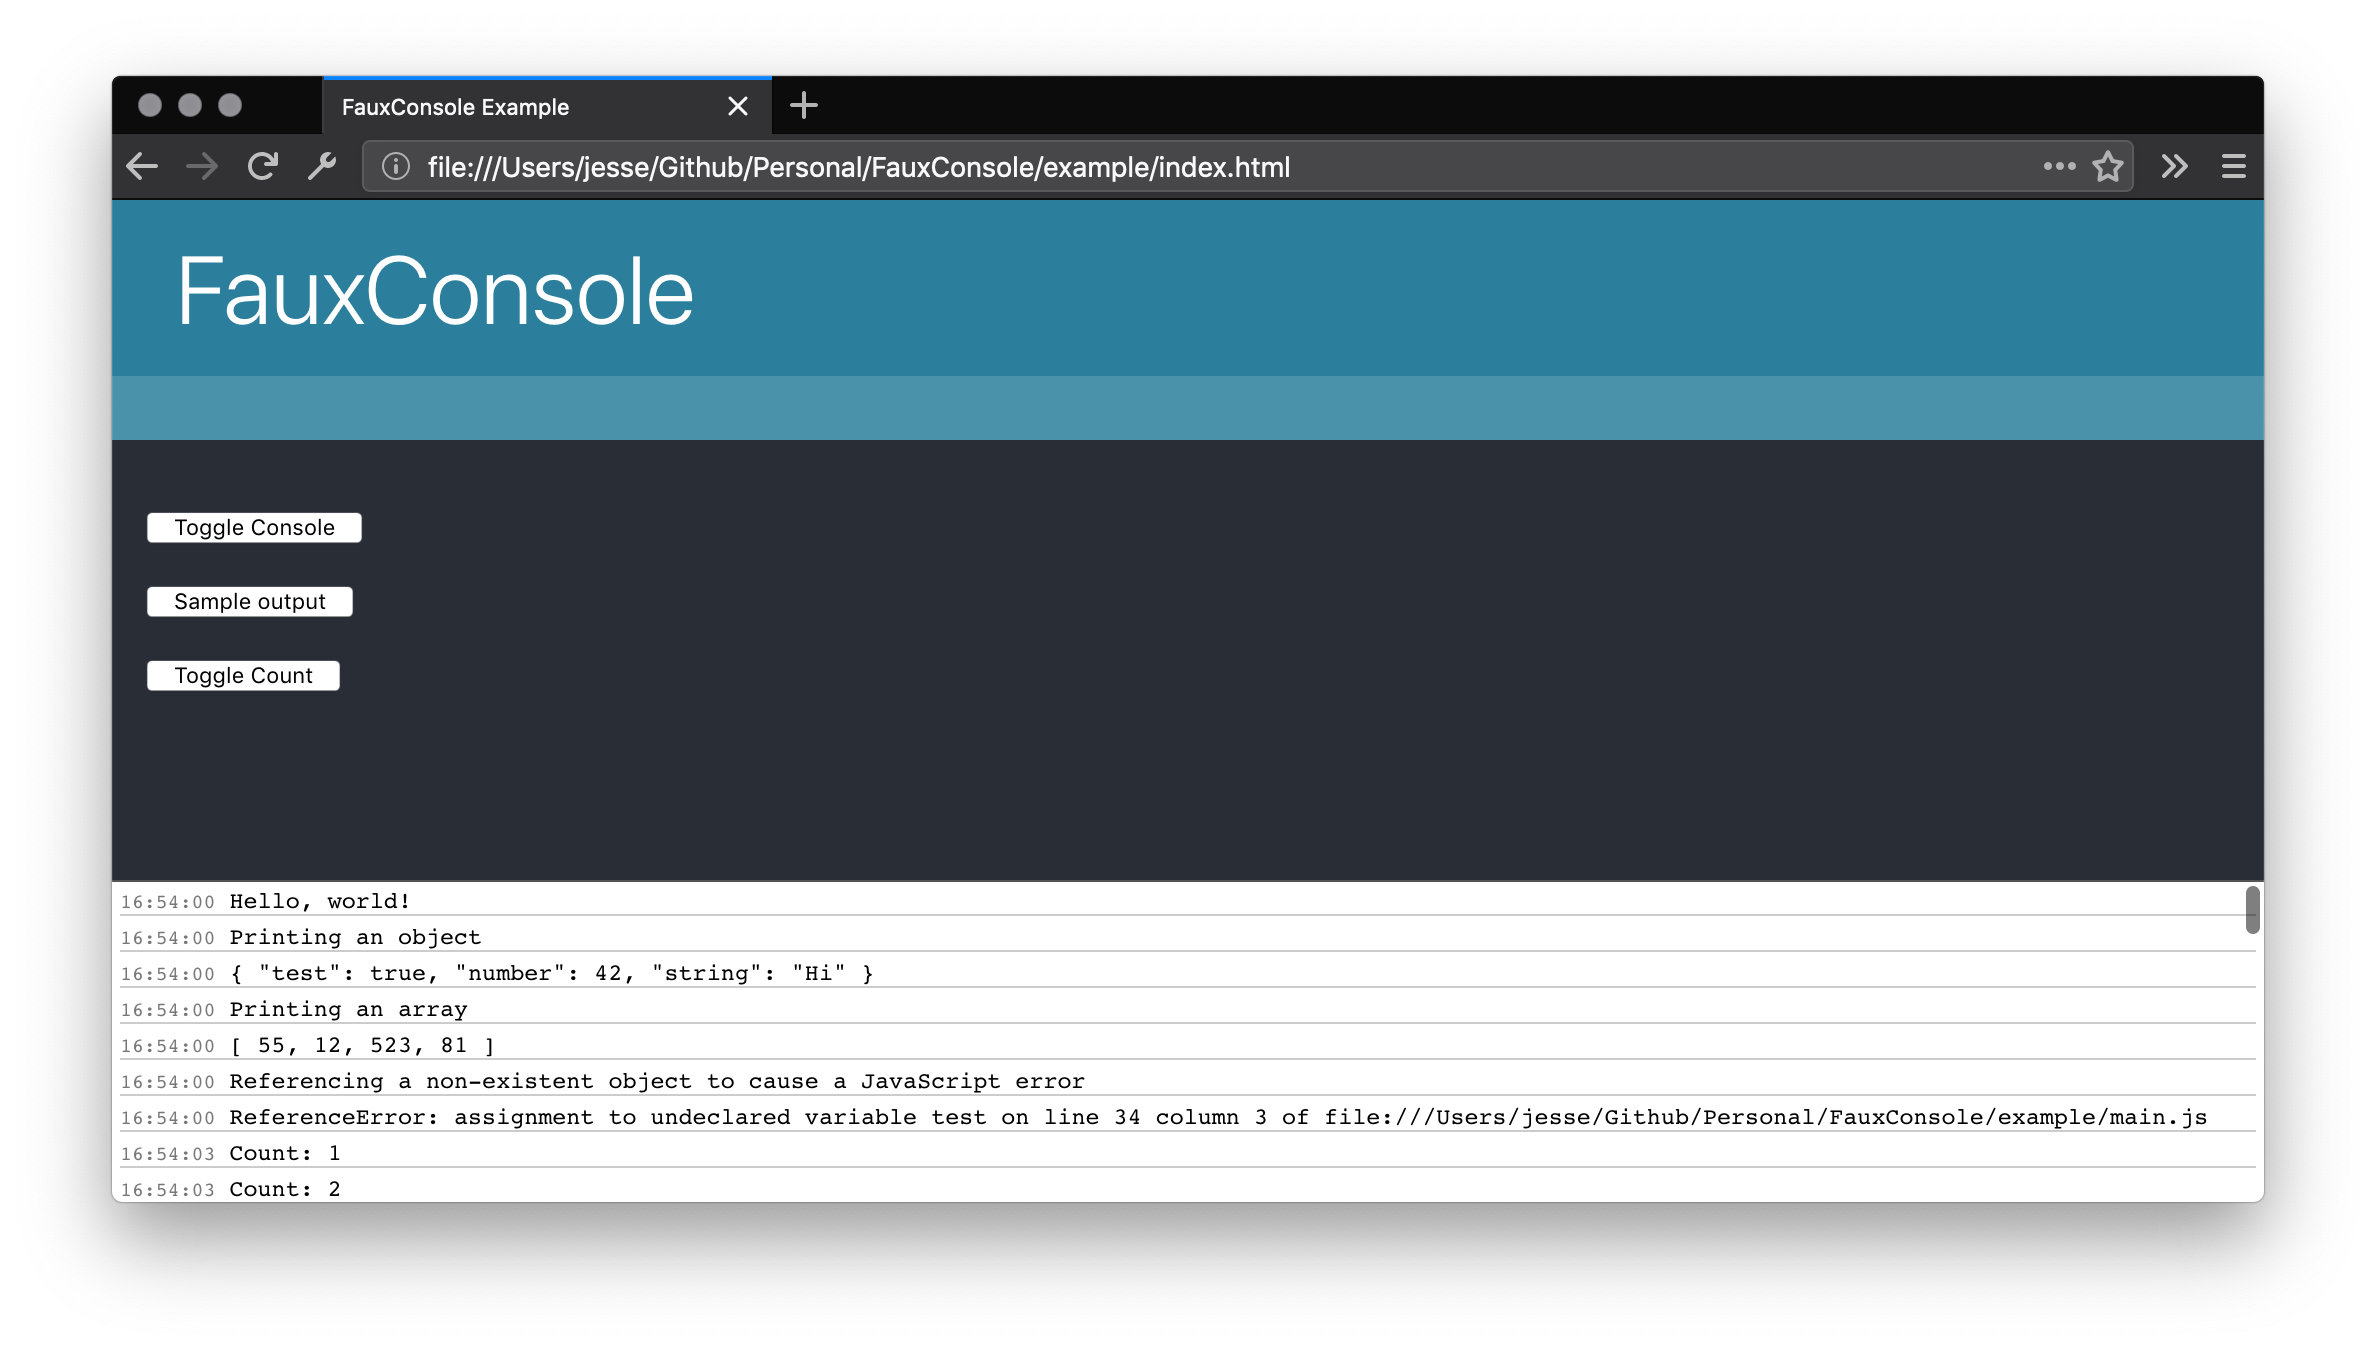 FauxConsole Example
file:///Users/jesse/Github/Personal/FauxConsole/example/index.html
FauxConsole
Toggle Console
Sample output
Toggle Count
16:54:00 Hello, world!
16:54:00 Printing an object
16:54:00 { "test": true, "number": 42, "string": "Hi" }
16:54:00 Printing an array
16:54:00 [ 55, 12, 523, 81 ]
16:54:00 Referencing a non-existent object to cause a JavaScript error
16:54:00 ReferenceError: assignment to undeclared variable test on line 34 column 3 of file:///Users/jesse/Github/Personal/FauxConsole/example/main.js
16:54:03 Count: 1
16:54:03 Count: 2